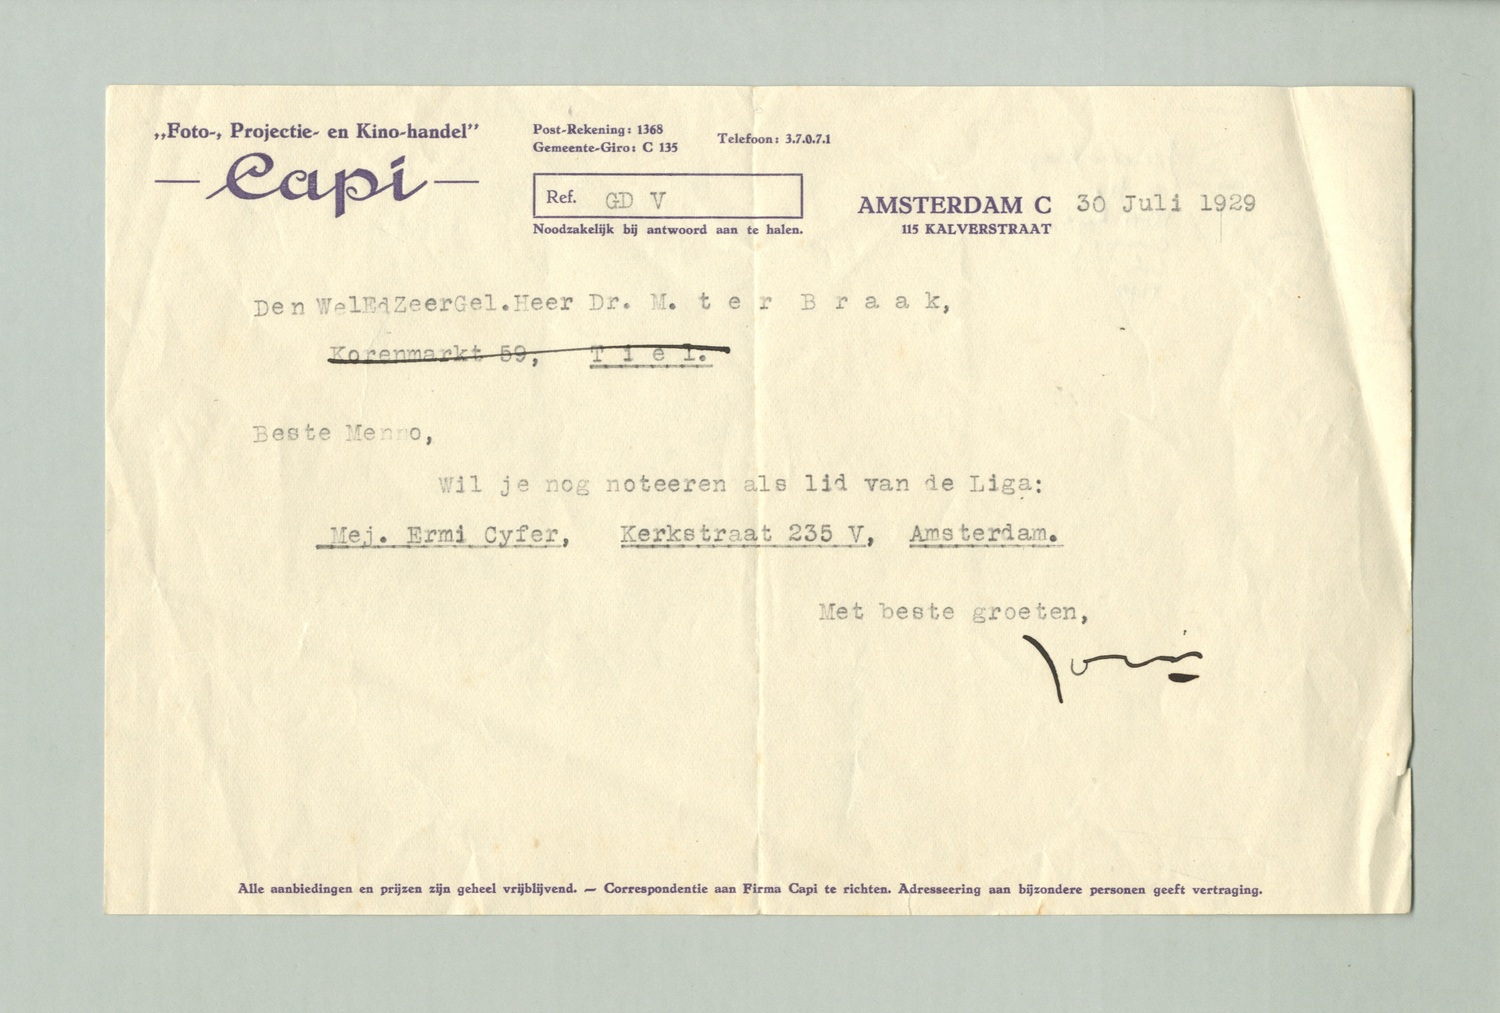 „Foto-, Projectie- en Kino-handel”
Capi
Post-Rekening: 1368
Gemeente-Giro: C 135
Telefoon: 3.7.0.7.1
Ref. GD V
Noodzakelijk bij antwoord aan te halen.
AMSTERDAM C 30 Juli 1929
115 KALVERSTRAAT
Den WelEdZeerGel.Heer Dr. M. t e r B r a a k,
Korenmarkt 59, T i e l.
Beste Menno,
Wil je nog noteeren als lid van de Liga:
Mej. Ermi Cyfer, Kerkstraat 235 V, Amsterdam.
Met beste groeten,
Joris
Alle aanbiedingen en prijzen zijn geheel vrijblijvend. — Correspondentie aan Firma Capi te richten. Adresseering aan bijzondere personen geeft vertraging.